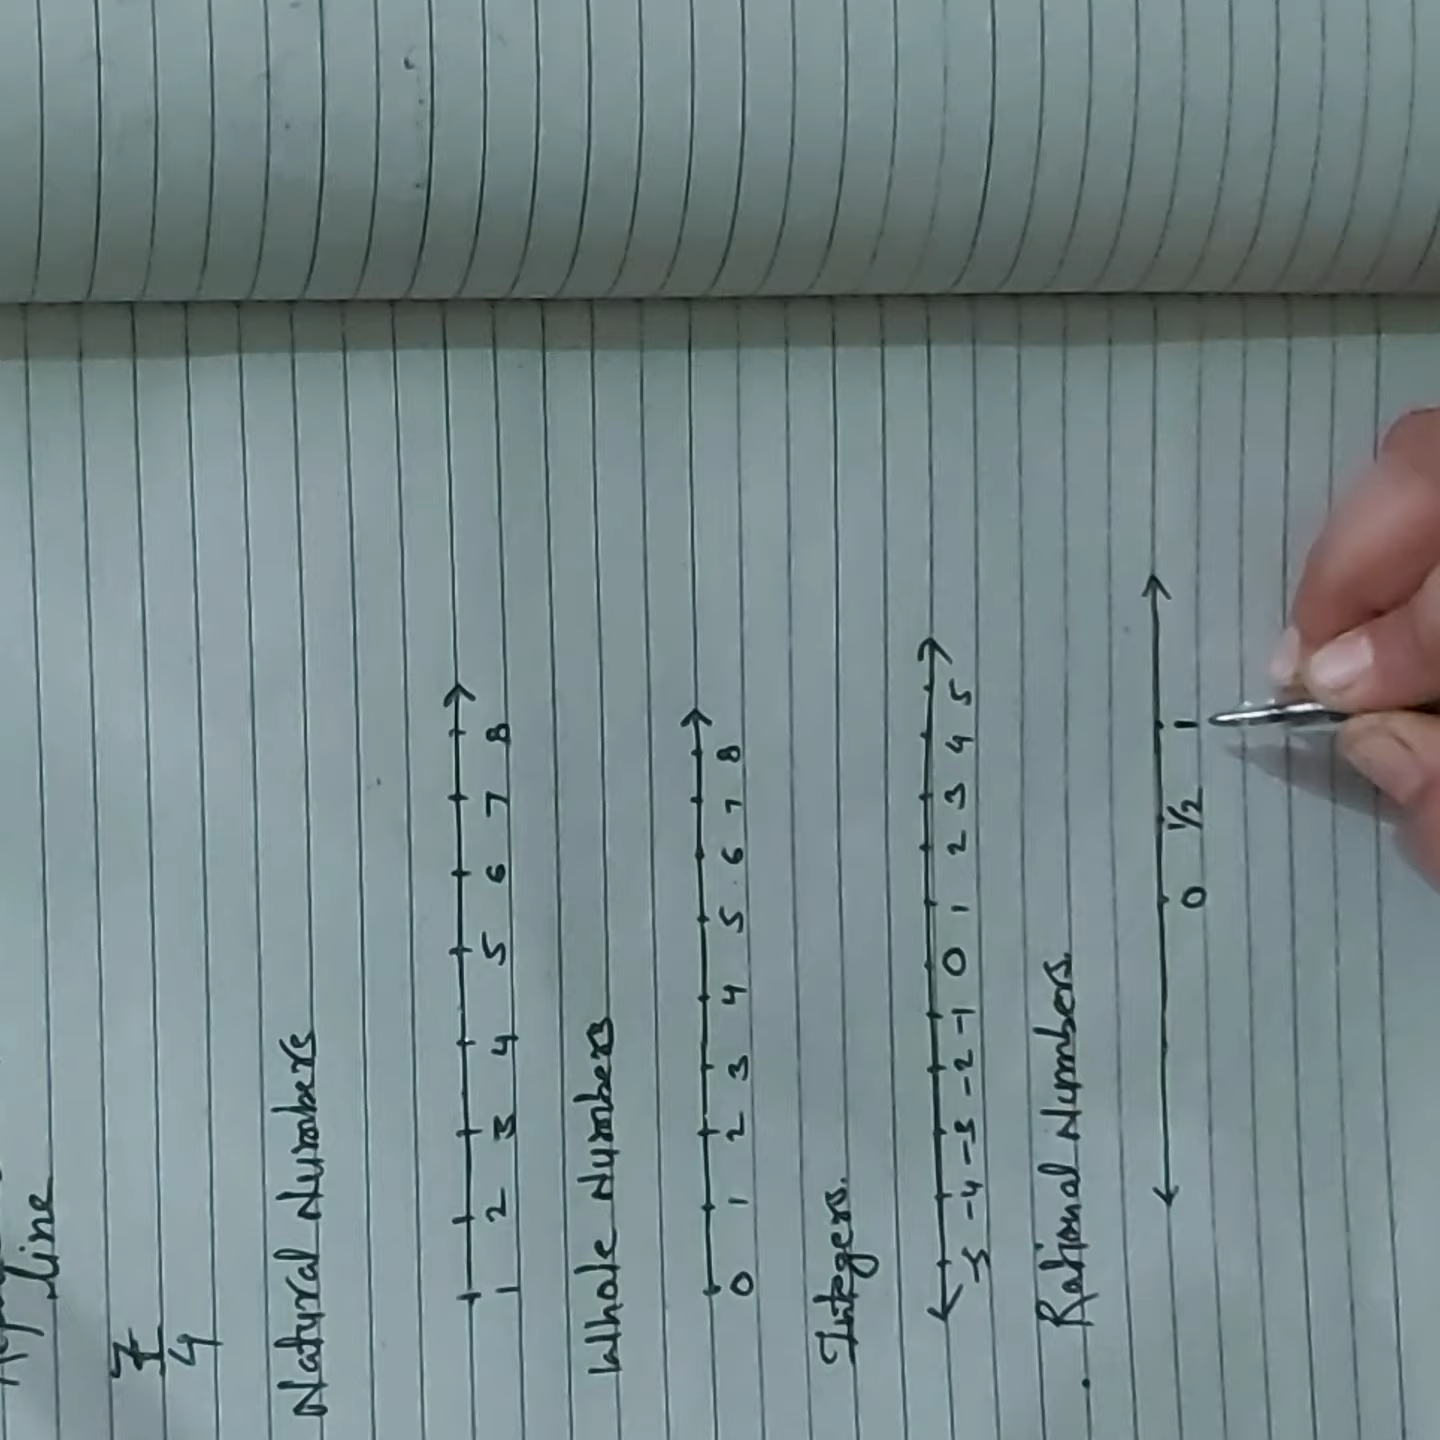 line
7
4
Natural Numbers
1 2 3 4 5 6 7 8
Whole Numbers
0 1 2 3 4 5 6 7 8
Integers.
-5 -4 -3 -2 -1 0 1 2 3 4 5
. Rational Numbers.
0 1/2 1